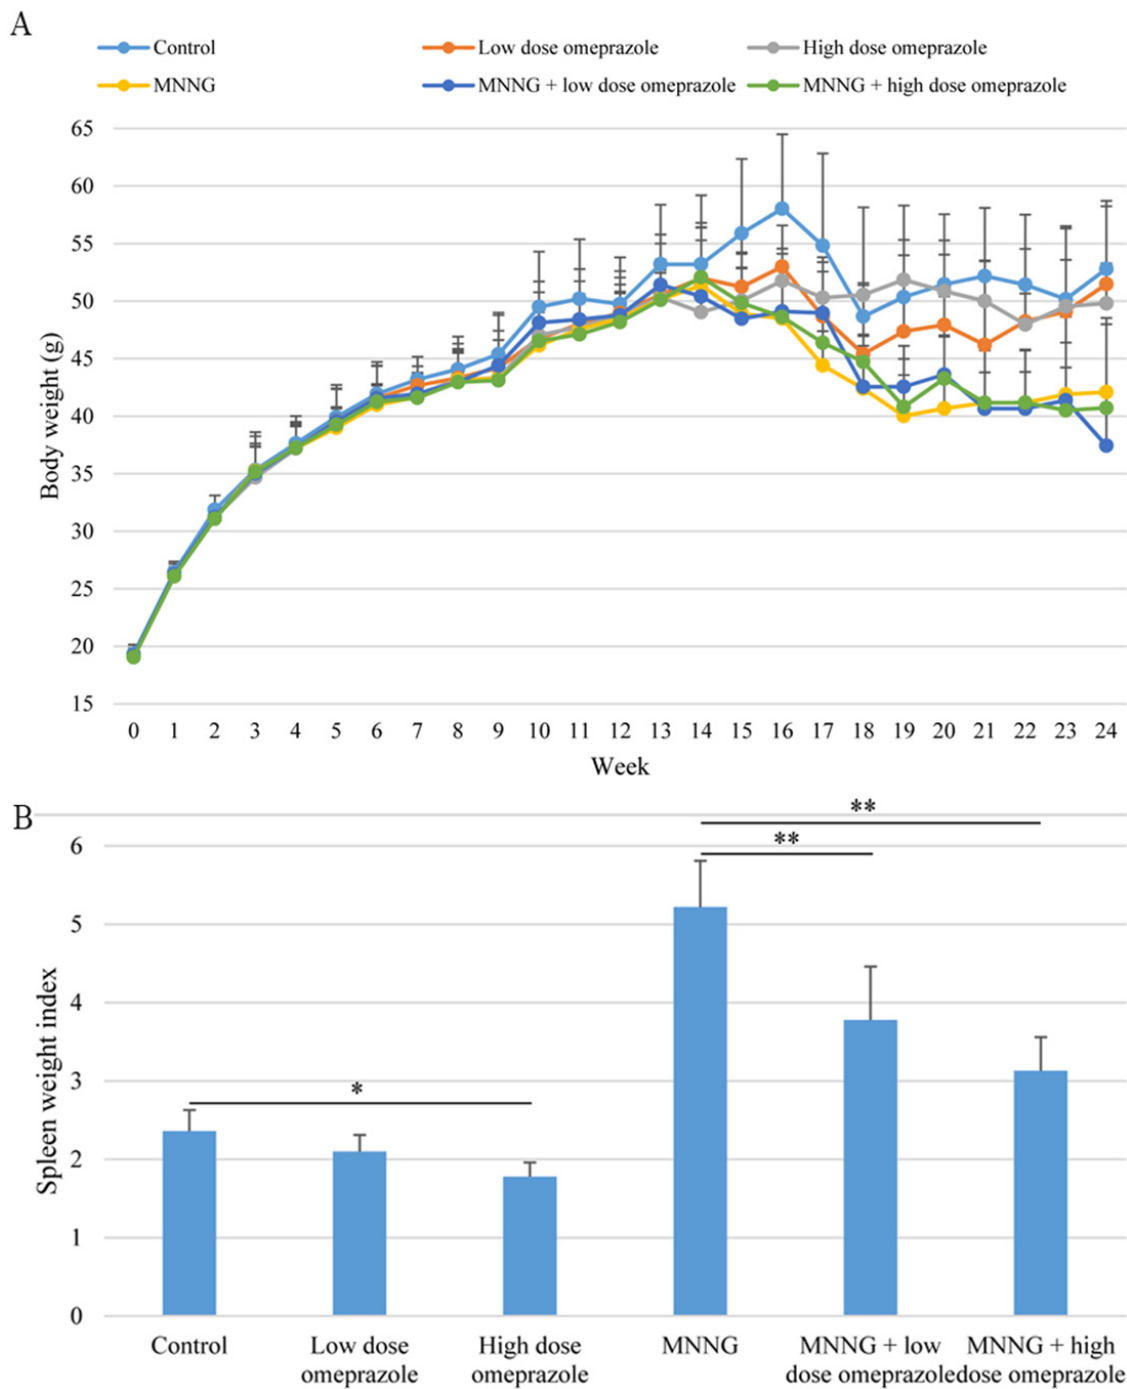 A
Control Low dose omeprazole High dose omeprazole
MNNG MNNG + low dose omeprazole MNNG + high dose omeprazole
65
60
55
50
45
40
35
30
25
20
15
Body weight (g)
0 1 2 3 4 5 6 7 8 9 10 11 12 13 14 15 16 17 18 19 20 21 22 23 24
Week
B
**
**
*
6
5
4
3
2
1
0
Spleen weight index
Control Low dose High dose MNNG MNNG + low MNNG + high
omeprazole omeprazole dose omeprazole dose omeprazole